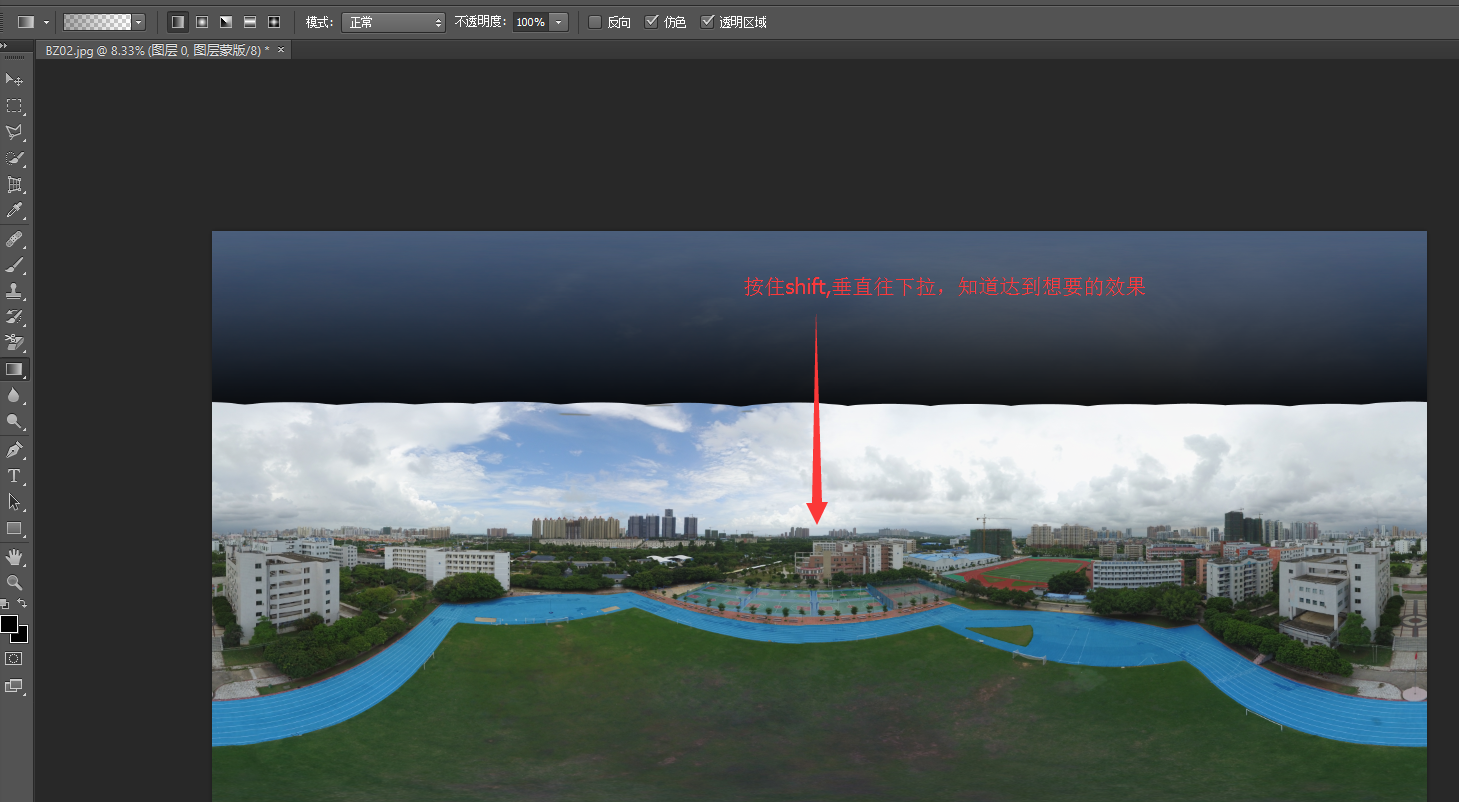 模式: 正常 不透明度: 100% 反向 仿色 透明区域
BZ02.jpg @ 8.33% (图层 0, 图层蒙版/8) * ×
按住shift,垂直往下拉，知道达到想要的效果